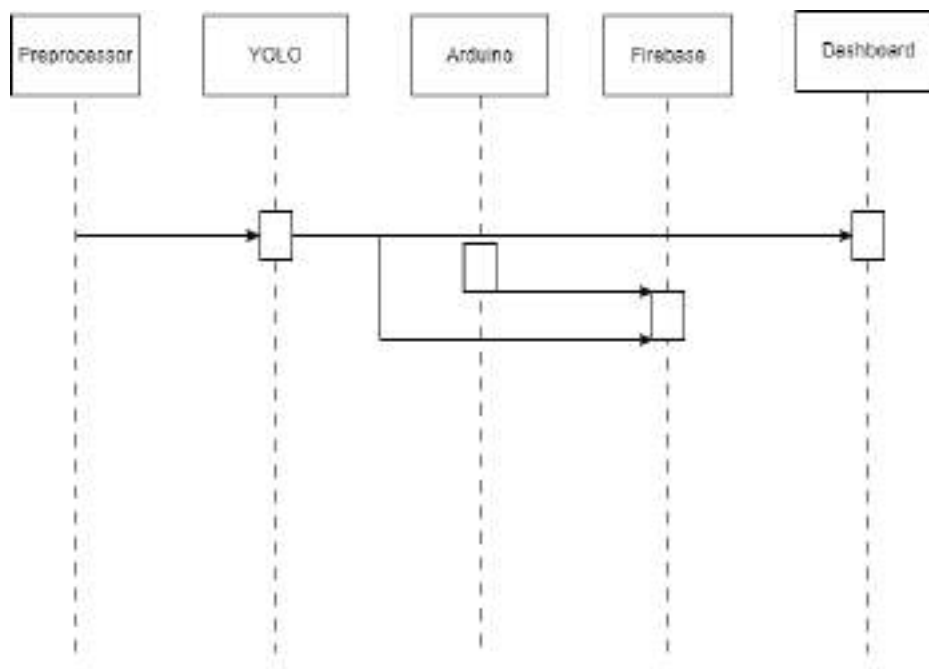 Preprocessor
YOLO
Arduino
Firebase
Dashboard